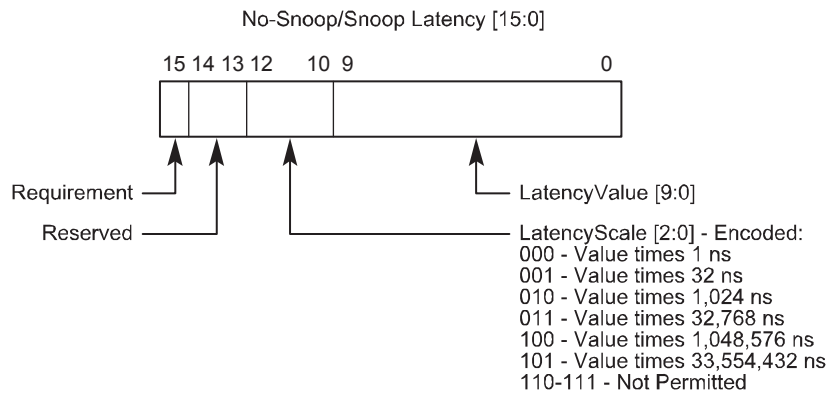 No-Snoop/Snoop Latency [15:0]
15 14 13 12 10 9 0
Requirement
LatencyValue [9:0]
Reserved
LatencyScale [2:0] - Encoded:
000 - Value times 1 ns
001 - Value times 32 ns
010 - Value times 1,024 ns
011 - Value times 32,768 ns
100 - Value times 1,048,576 ns
101 - Value times 33,554,432 ns
110-111 - Not Permitted